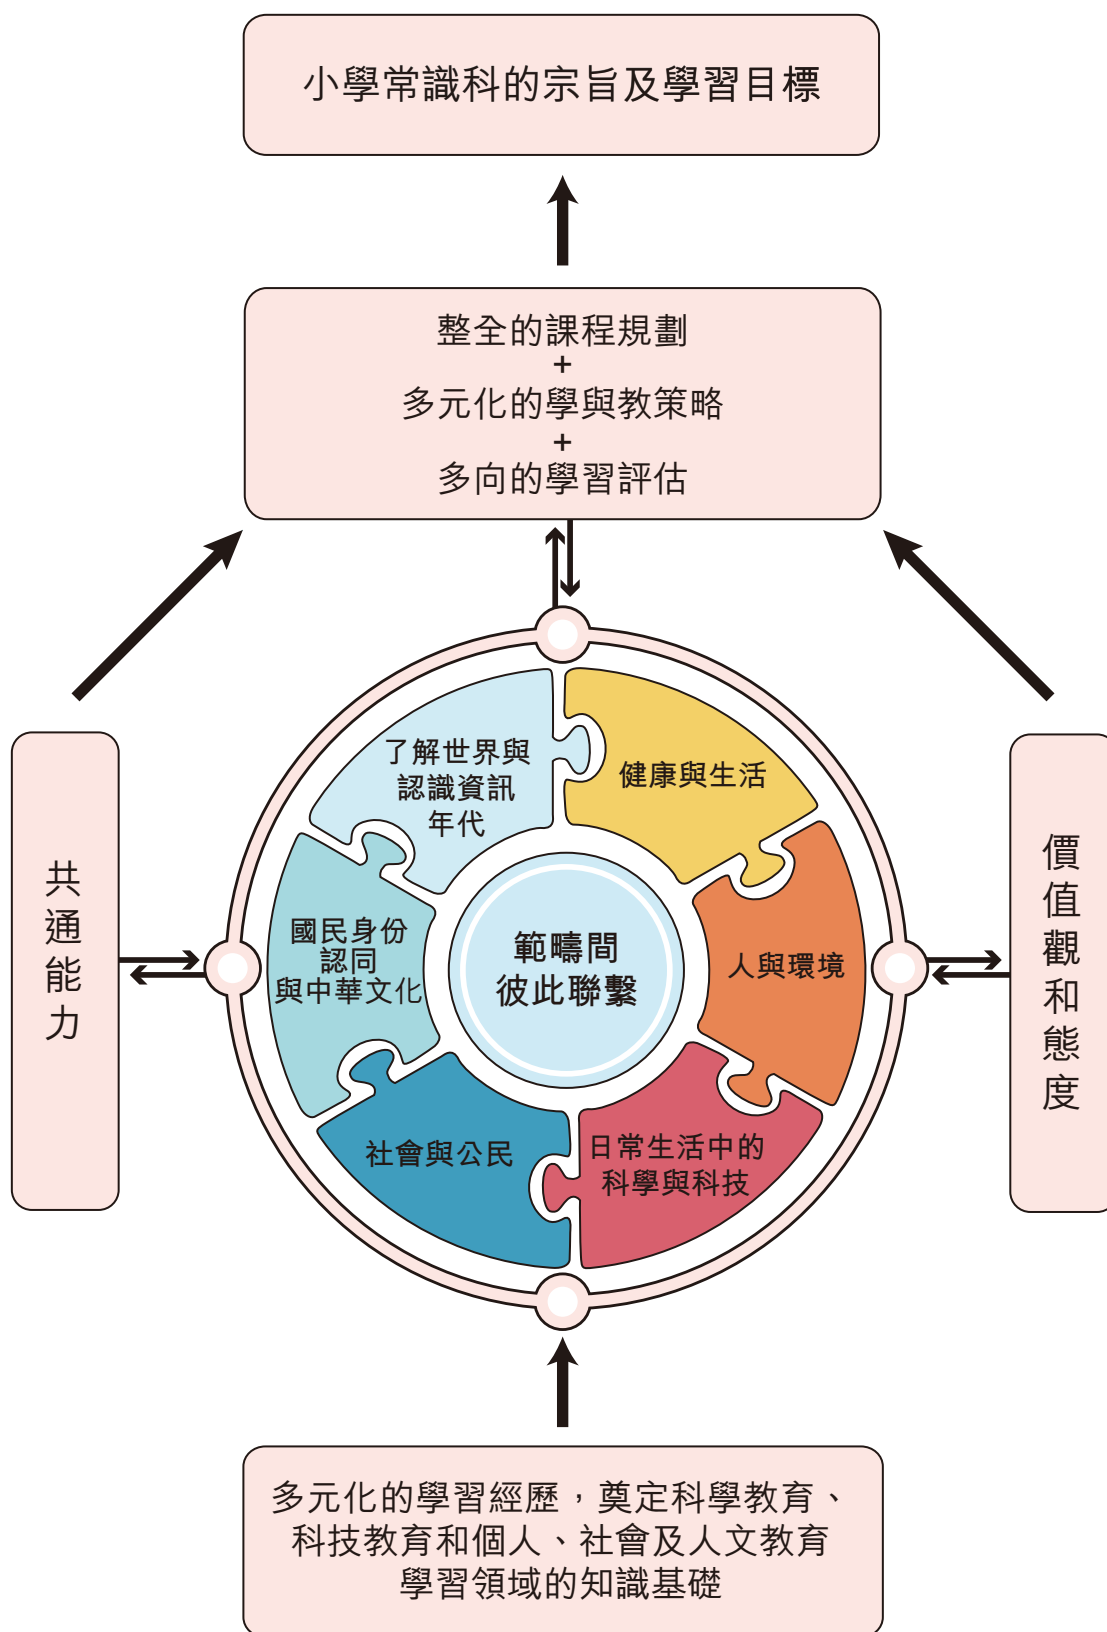 小學常識科的宗旨及學習目標
整全的課程規劃
+
多元化的學與教策略
+
多向的學習評估
了解世界與
認識資訊
年代
健康與生活
共通能力
國民身份
認同
與中華文化
範疇間
彼此聯繫
人與環境
價值觀和態度
社會與公民
日常生活中的
科學與科技
多元化的學習經歷，奠定科學教育、
科技教育和個人、社會及人文教育
學習領域的知識基礎